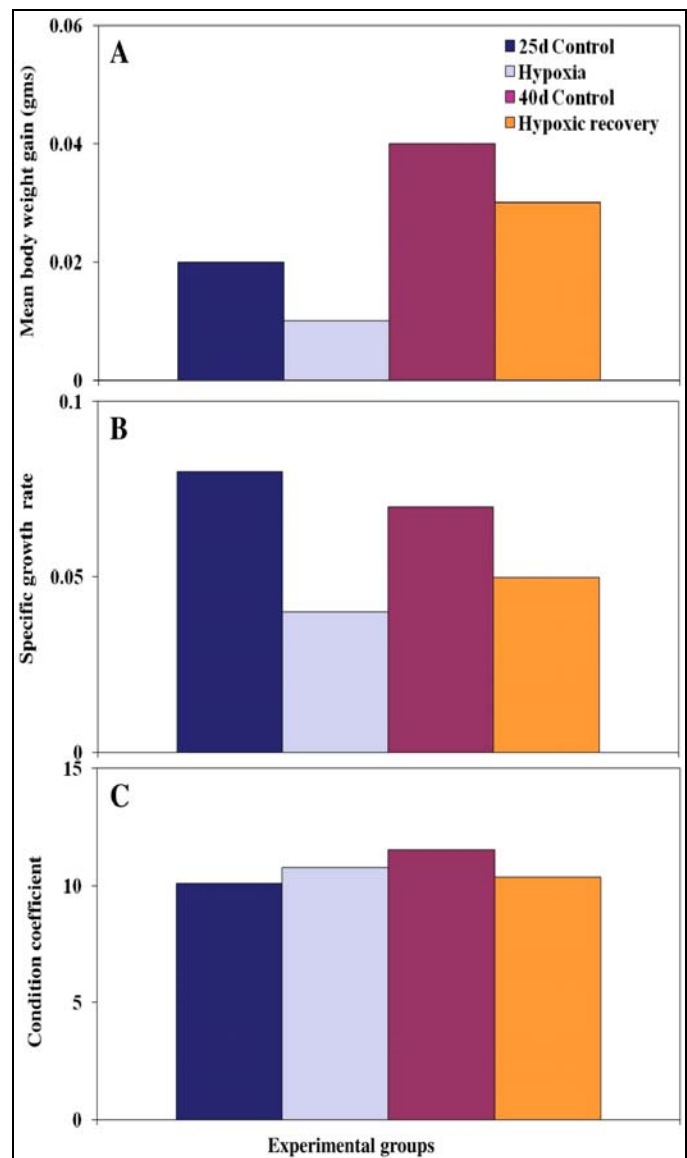 A
25d Control
Hypoxia
40d Control
Hypoxic recovery
Mean body weight gain (gms)
0.06
0.04
0.02
0
B
Specific growth rate
0.1
0.05
0
C
Condition coefficient
15
10
5
0
Experimental groups